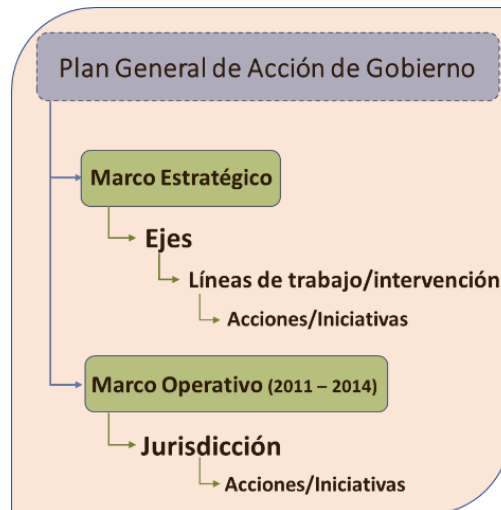 Plan General de Acción de Gobierno
Marco Estratégico
Ejes
Líneas de trabajo/intervención
Acciones/Iniciativas
Marco Operativo (2011 – 2014)
Jurisdicción
Acciones/Iniciativas